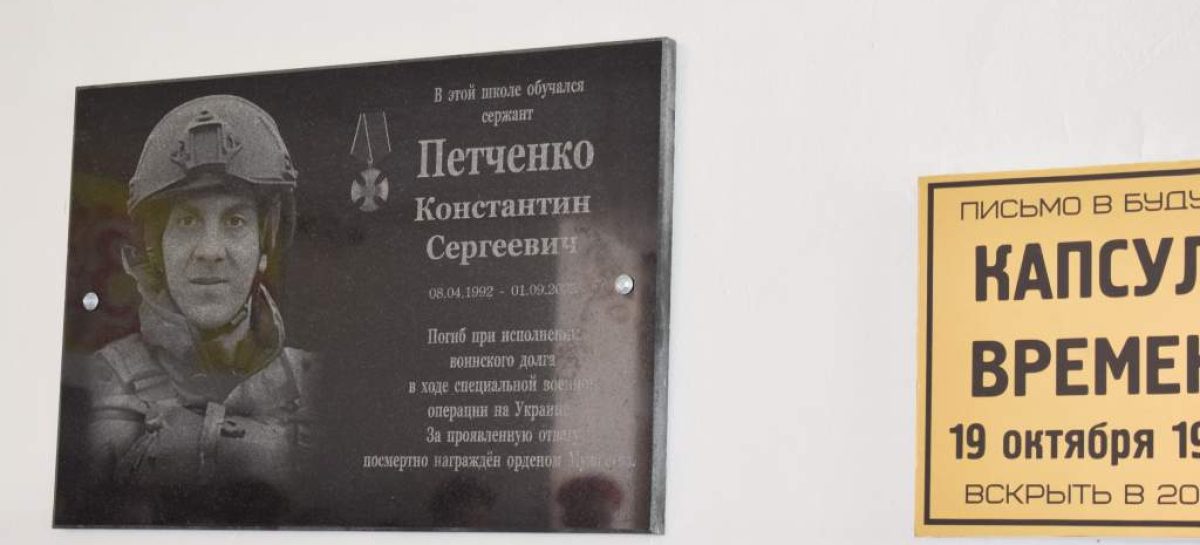 В этой школе обучался
сержант
Петченко
Константин
Сергеевич
08.04.1992 - 01.09.20
Погиб при исполнении
воинского долга
в ходе специальной военной
операции на Украине
За проявленную отвагу
посмертно награждён орденом Мужества.
ПИСЬМО В БУДУ
КАПСУЛ
ВРЕМЕН
19 октября 19
ВСКРЫТЬ В 20